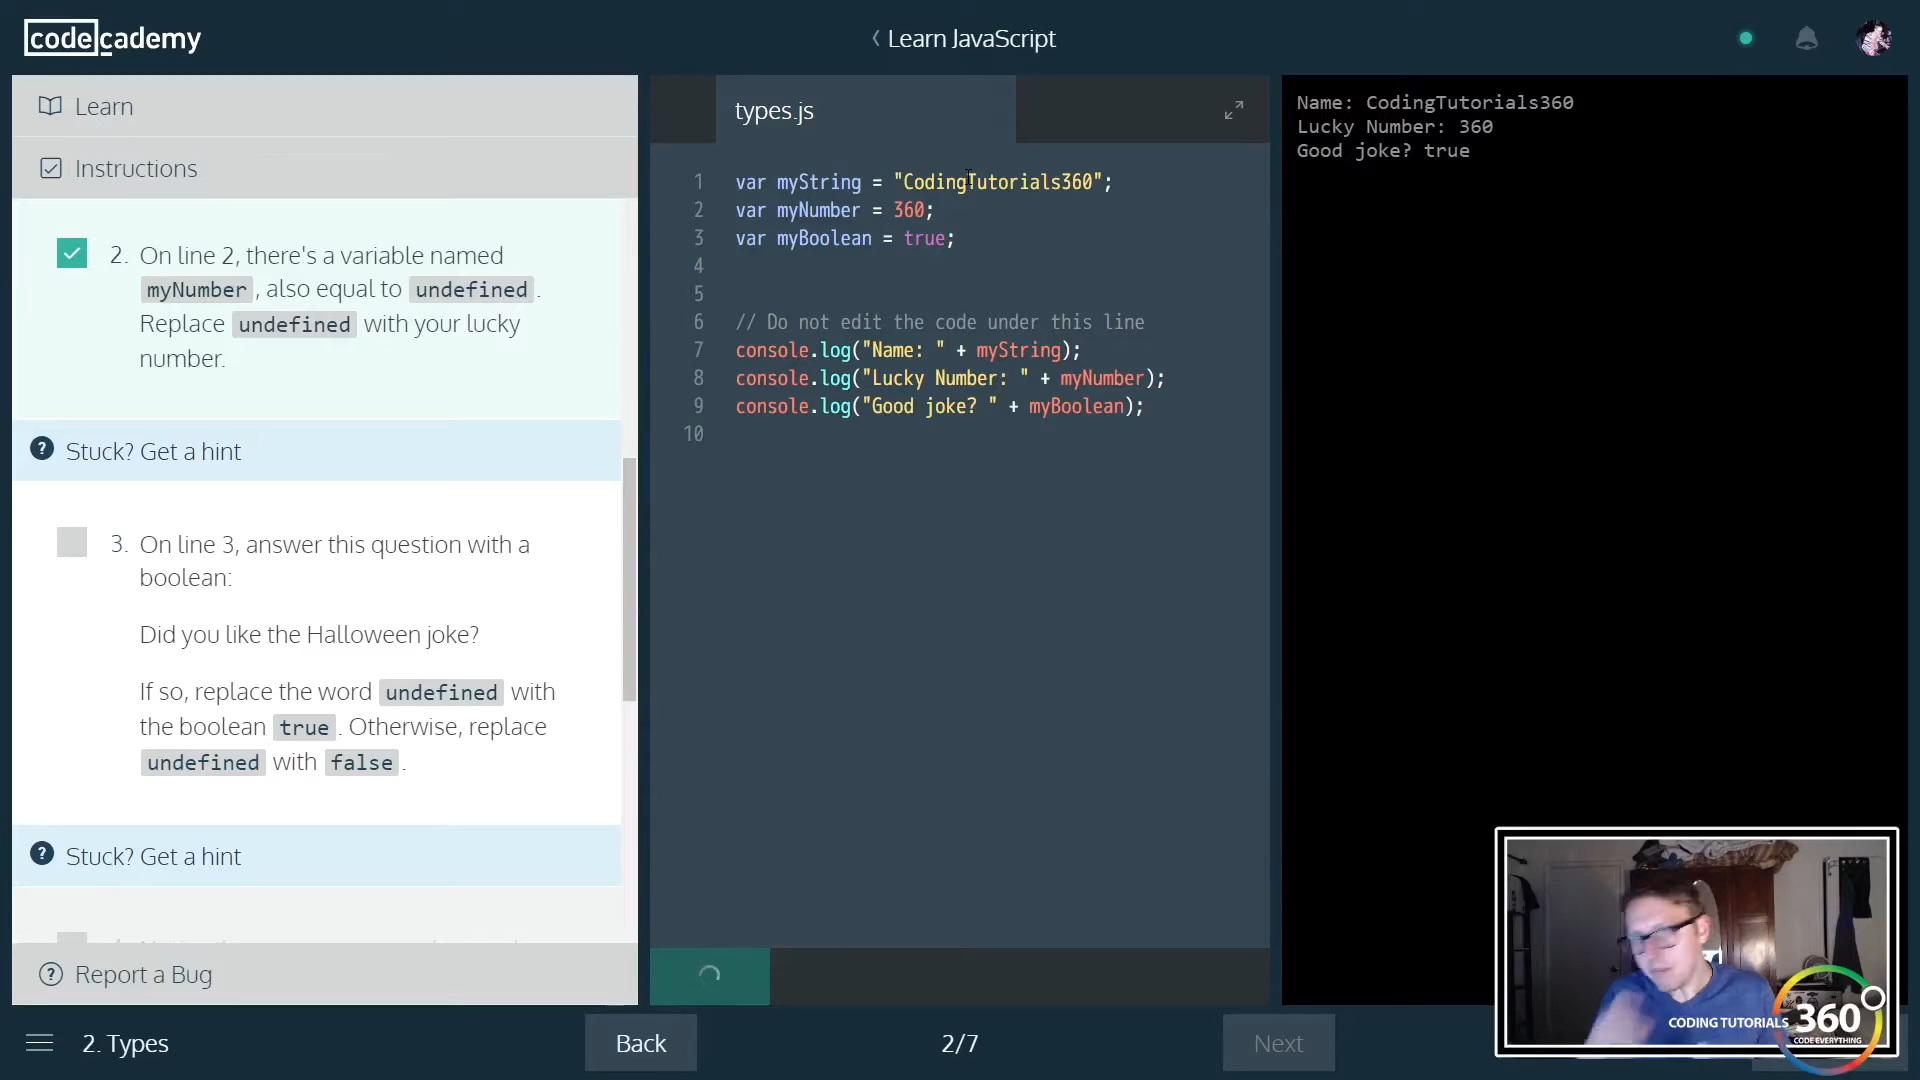 codecademy
Learn JavaScript
Learn
Instructions
2. On line 2, there's a variable named
myNumber , also equal to undefined .
Replace undefined with your lucky
number.
? Stuck? Get a hint
3. On line 3, answer this question with a
boolean:
Did you like the Halloween joke?
If so, replace the word undefined with
the boolean true . Otherwise, replace
undefined with false .
? Stuck? Get a hint
? Report a Bug
types.js
1 var myString = "CodingTutorials360";
2 var myNumber = 360;
3 var myBoolean = true;
4
5
6 // Do not edit the code under this line
7 console.log("Name: " + myString);
8 console.log("Lucky Number: " + myNumber);
9 console.log("Good joke? " + myBoolean);
10
Name: CodingTutorials360
Lucky Number: 360
Good joke? true
2. Types
Back
2/7
Next
CODING TUTORIALS 360
CODE EVERYTHING